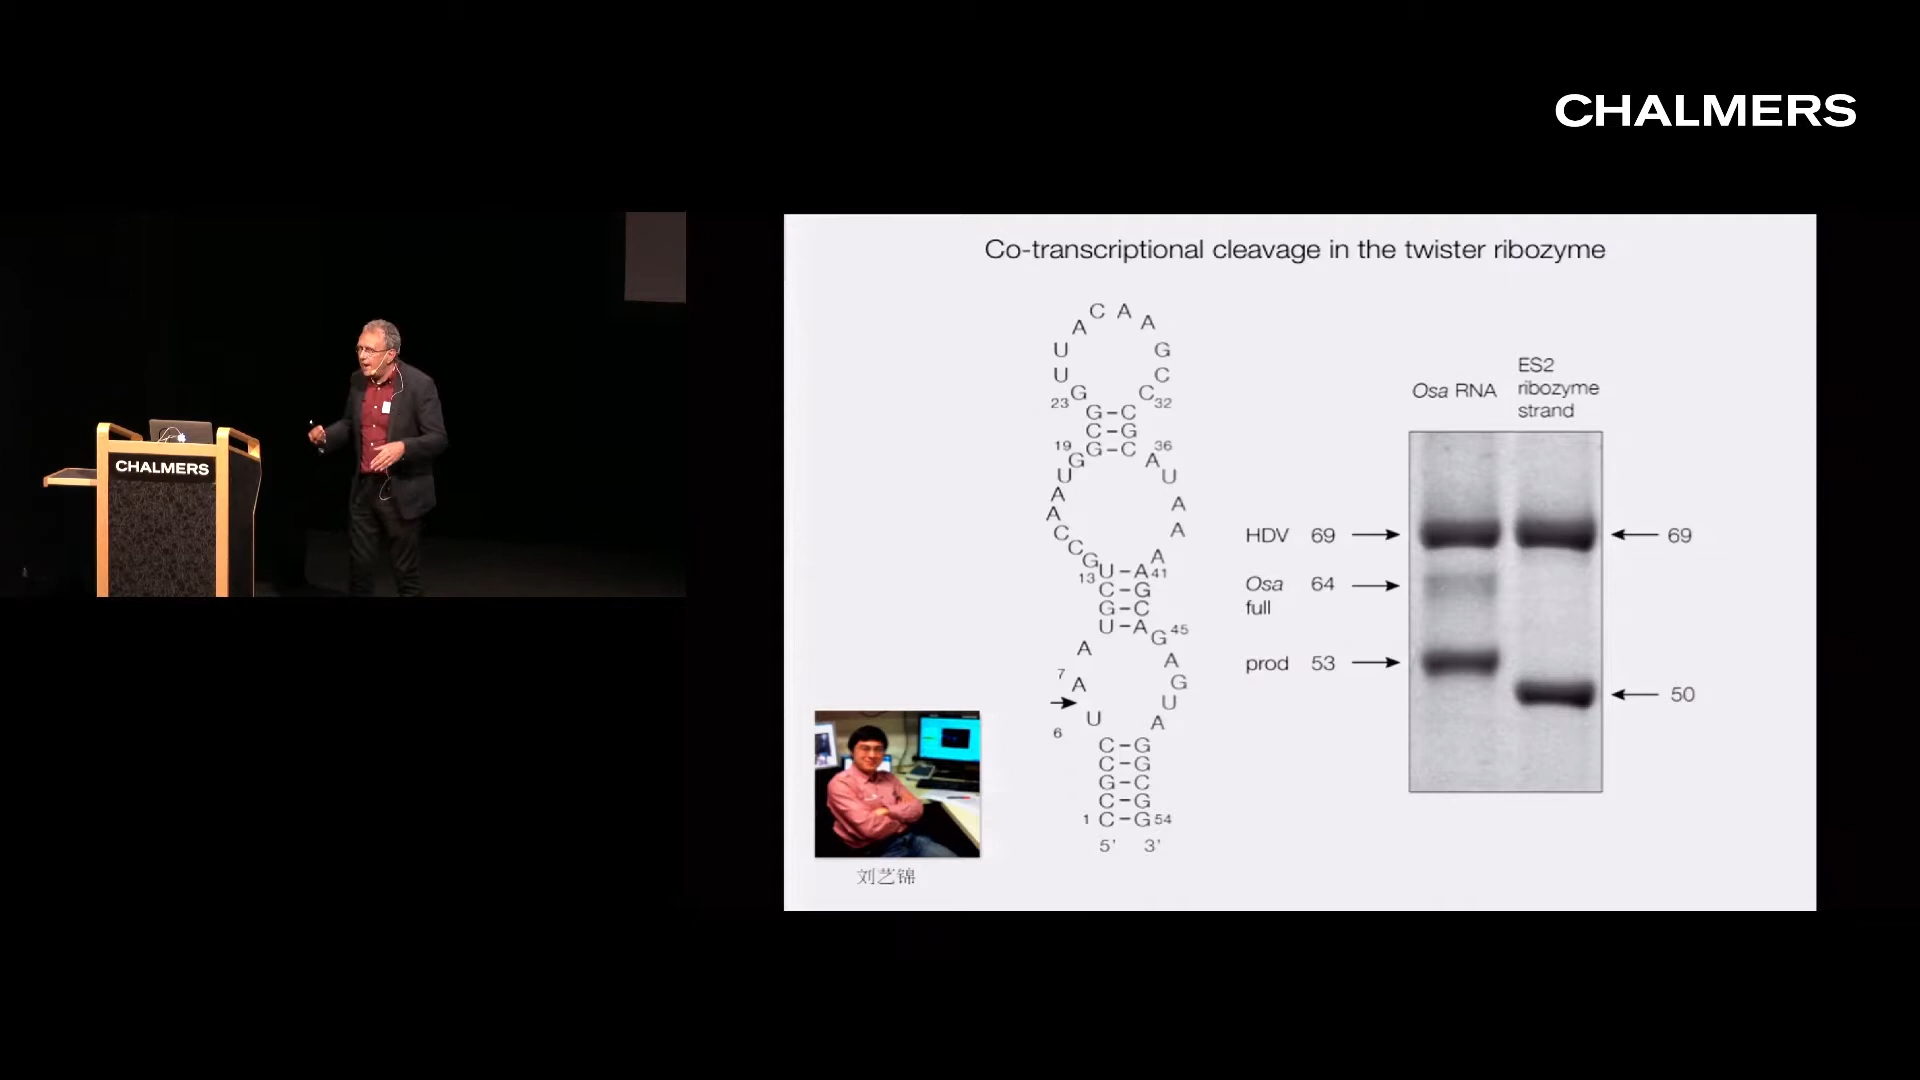 CHALMERS
CHALMERS
Co-transcriptional cleavage in the twister ribozyme
C A
A A
U G
U C
G C
23 32
G-C
C-G
19 G-C 36
G A
U U
A A
A A
C A
C
G
13 U-A 41
C-G
G-C
U-A
G 45
A A
7 A G
U
U A
6
C-G
C-G
G-C
C-G
1 C-G 54
5' 3'
Osa RNA
ES2
ribozyme
strand
HDV 69
69
Osa 64
full
prod 53
50
刘艺锦